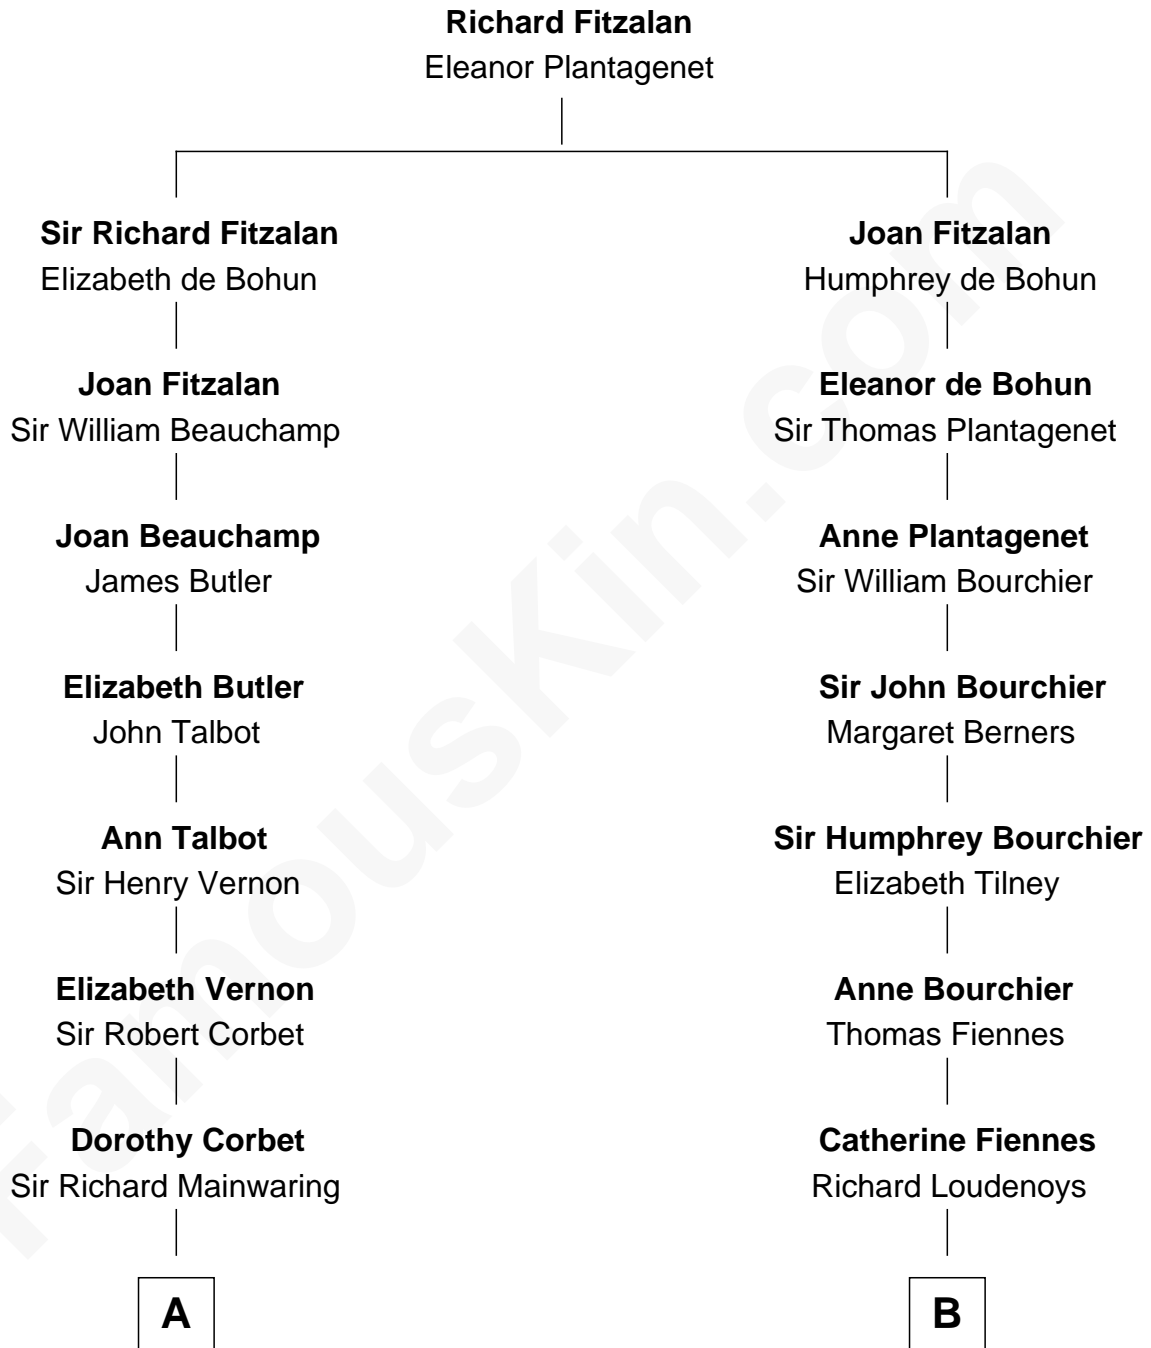 Richard Fitzalan
Eleanor Plantagenet
Sir Richard Fitzalan
Elizabeth de Bohun
Joan Fitzalan
Sir William Beauchamp
Joan Beauchamp
James Butler
Elizabeth Butler
John Talbot
Ann Talbot
Sir Henry Vernon
Elizabeth Vernon
Sir Robert Corbet
Dorothy Corbet
Sir Richard Mainwaring
A
Joan Fitzalan
Humphrey de Bohun
Eleanor de Bohun
Sir Thomas Plantagenet
Anne Plantagenet
Sir William Bourchier
Sir John Bourchier
Margaret Berners
Sir Humphrey Bourchier
Elizabeth Tilney
Anne Bourchier
Thomas Fiennes
Catherine Fiennes
Richard Loudenoys
B
FamousKin.com